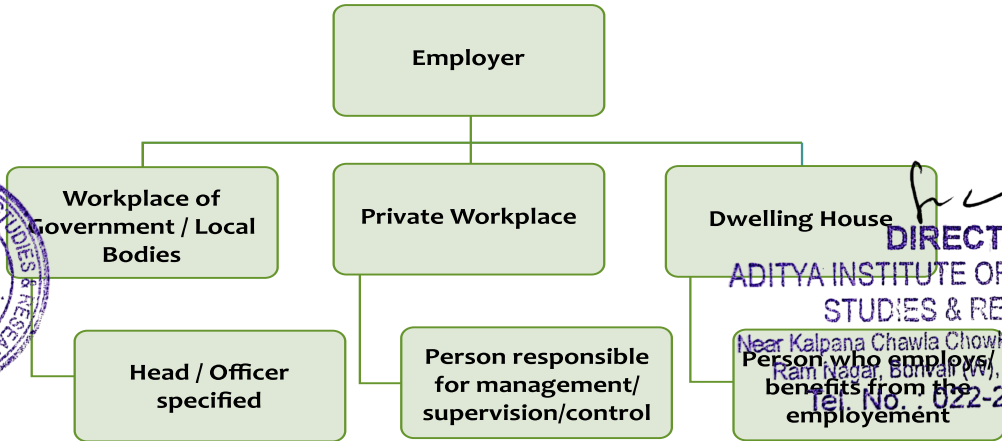 Employer
Workplace of
Government / Local
Bodies
Private Workplace
Dwelling House
DIRECT
ADITYA INSTITUTE OF
STUDIES & RE
STUDIES & RESEA
Head / Officer
specified
Person responsible
for management/
supervision/control
Near Kalpana Chawla Chowk
Person who employs/
Ram Nagar, Borivali (W),
benefits from the
Tel. No. : 022-2
employement